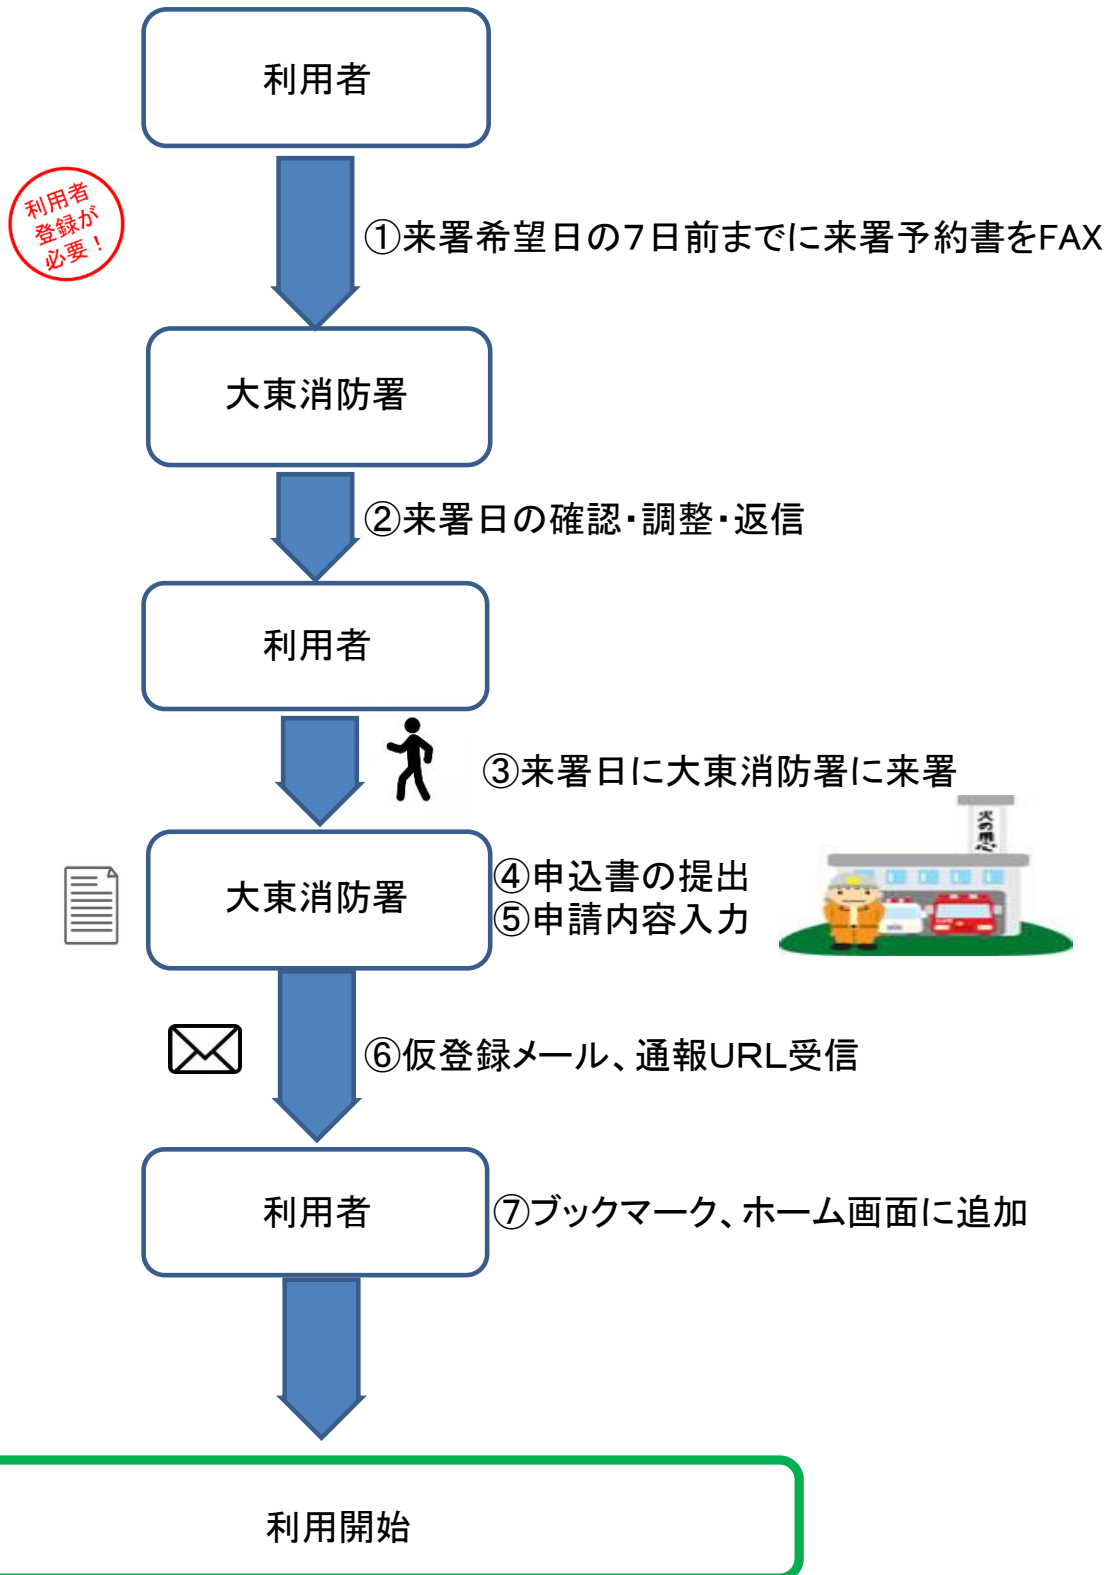 利用者
利用者
登録が
必要！
①来署希望日の7日前までに来署予約書をFAX
大東消防署
②来署日の確認・調整・返信
利用者
③来署日に大東消防署に来署
火の用心
大東消防署
④申込書の提出
⑤申請内容入力
⑥仮登録メール、通報URL受信
利用者
⑦ブックマーク、ホーム画面に追加
利用開始